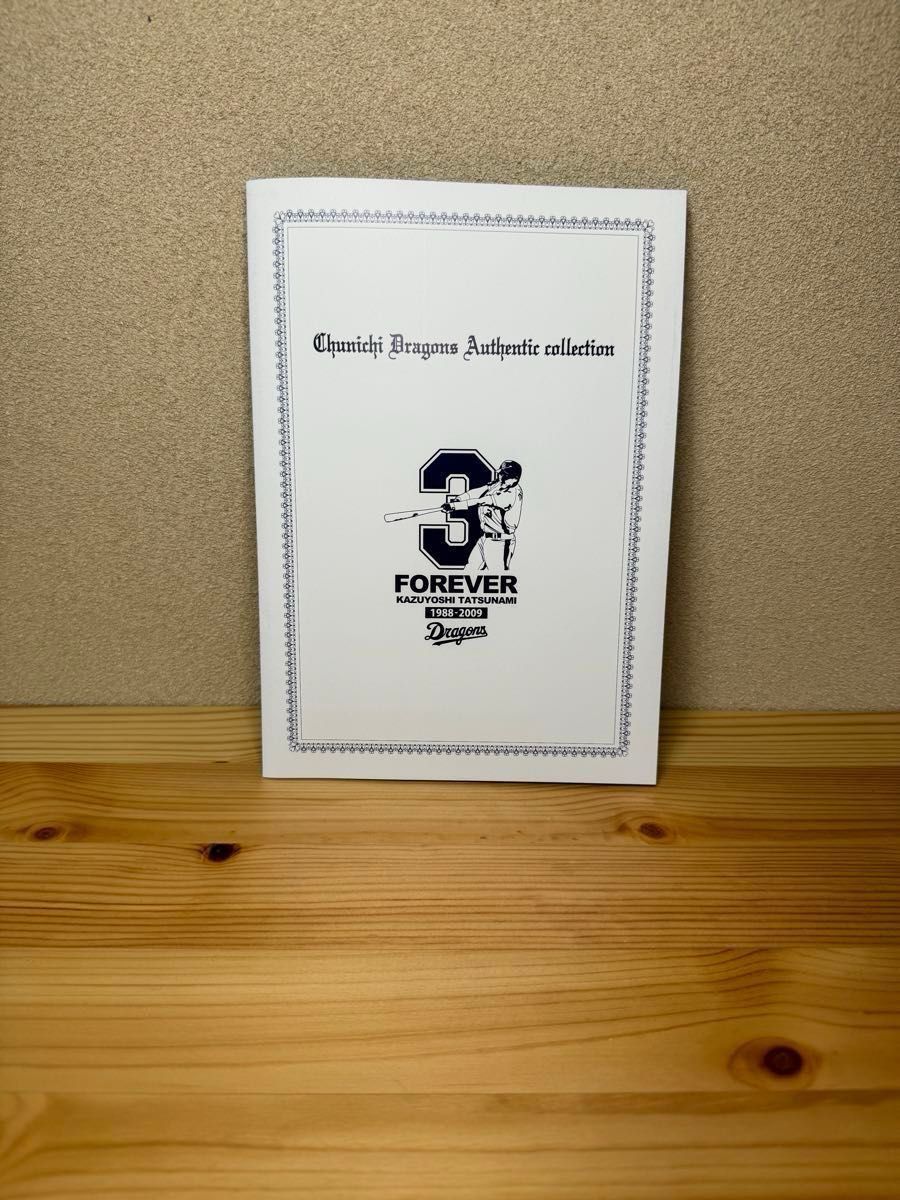 Chunichi Dragons Authentic collection
3
FOREVER
KAZUYOSHI TATSUNAMI
1988-2009
Dragons